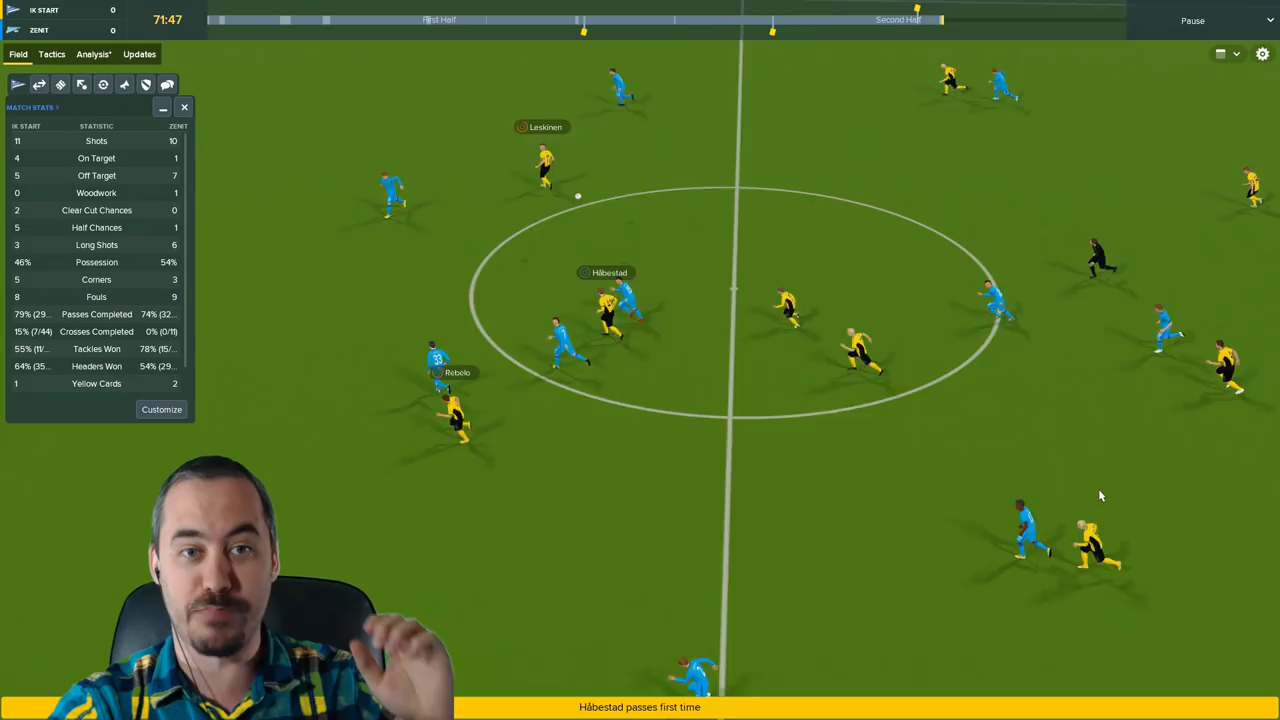 IK START 0
ZENIT 0
71:47
First Half
Second Half
Pause
Field Tactics Analysis* Updates
MATCH STATS >
IK START STATISTIC ZENIT
11 Shots 10
4 On Target 1
5 Off Target 7
0 Woodwork 1
2 Clear Cut Chances 0
5 Half Chances 1
3 Long Shots 6
46% Possession 54%
5 Corners 3
8 Fouls 9
79% (29... Passes Completed 74% (32...
15% (7/44) Crosses Completed 0% (0/11)
55% (11/... Tackles Won 78% (15/...
64% (35... Headers Won 54% (29...
1 Yellow Cards 2
Customize
Leskinen
Håbestad
33
Rebelo
Håbestad passes first time